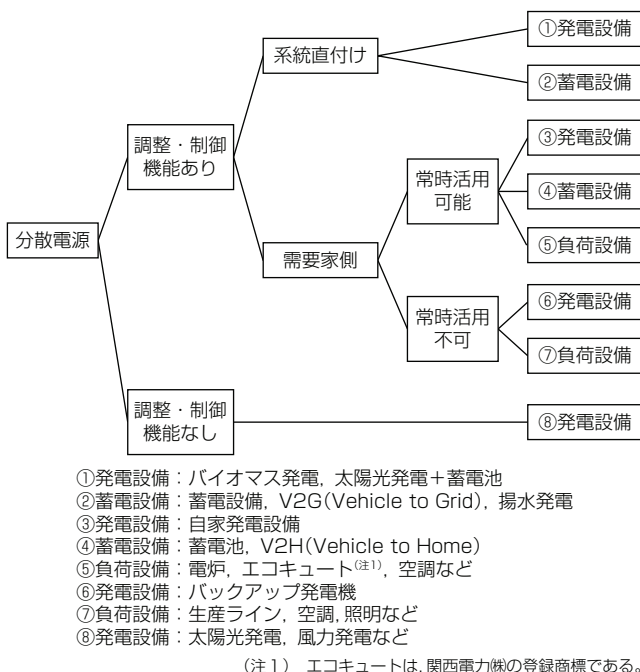 分散電源
調整・制御
機能あり
調整・制御
機能なし
系統直付け
需要家側
常時活用
可能
常時活用
不可
①発電設備
②蓄電設備
③発電設備
④蓄電設備
⑤負荷設備
⑥発電設備
⑦負荷設備
⑧発電設備
①発電設備：バイオマス発電, 太陽光発電＋蓄電池
②蓄電設備：蓄電設備, V2G(Vehicle to Grid), 揚水発電
③発電設備：自家発電設備
④蓄電設備：蓄電池, V2H(Vehicle to Home)
⑤負荷設備：電炉, エコキュート(注1), 空調など
⑥発電設備：バックアップ発電機
⑦負荷設備：生産ライン, 空調, 照明など
⑧発電設備：太陽光発電, 風力発電など
(注1) エコキュートは, 関西電力㈱の登録商標である。